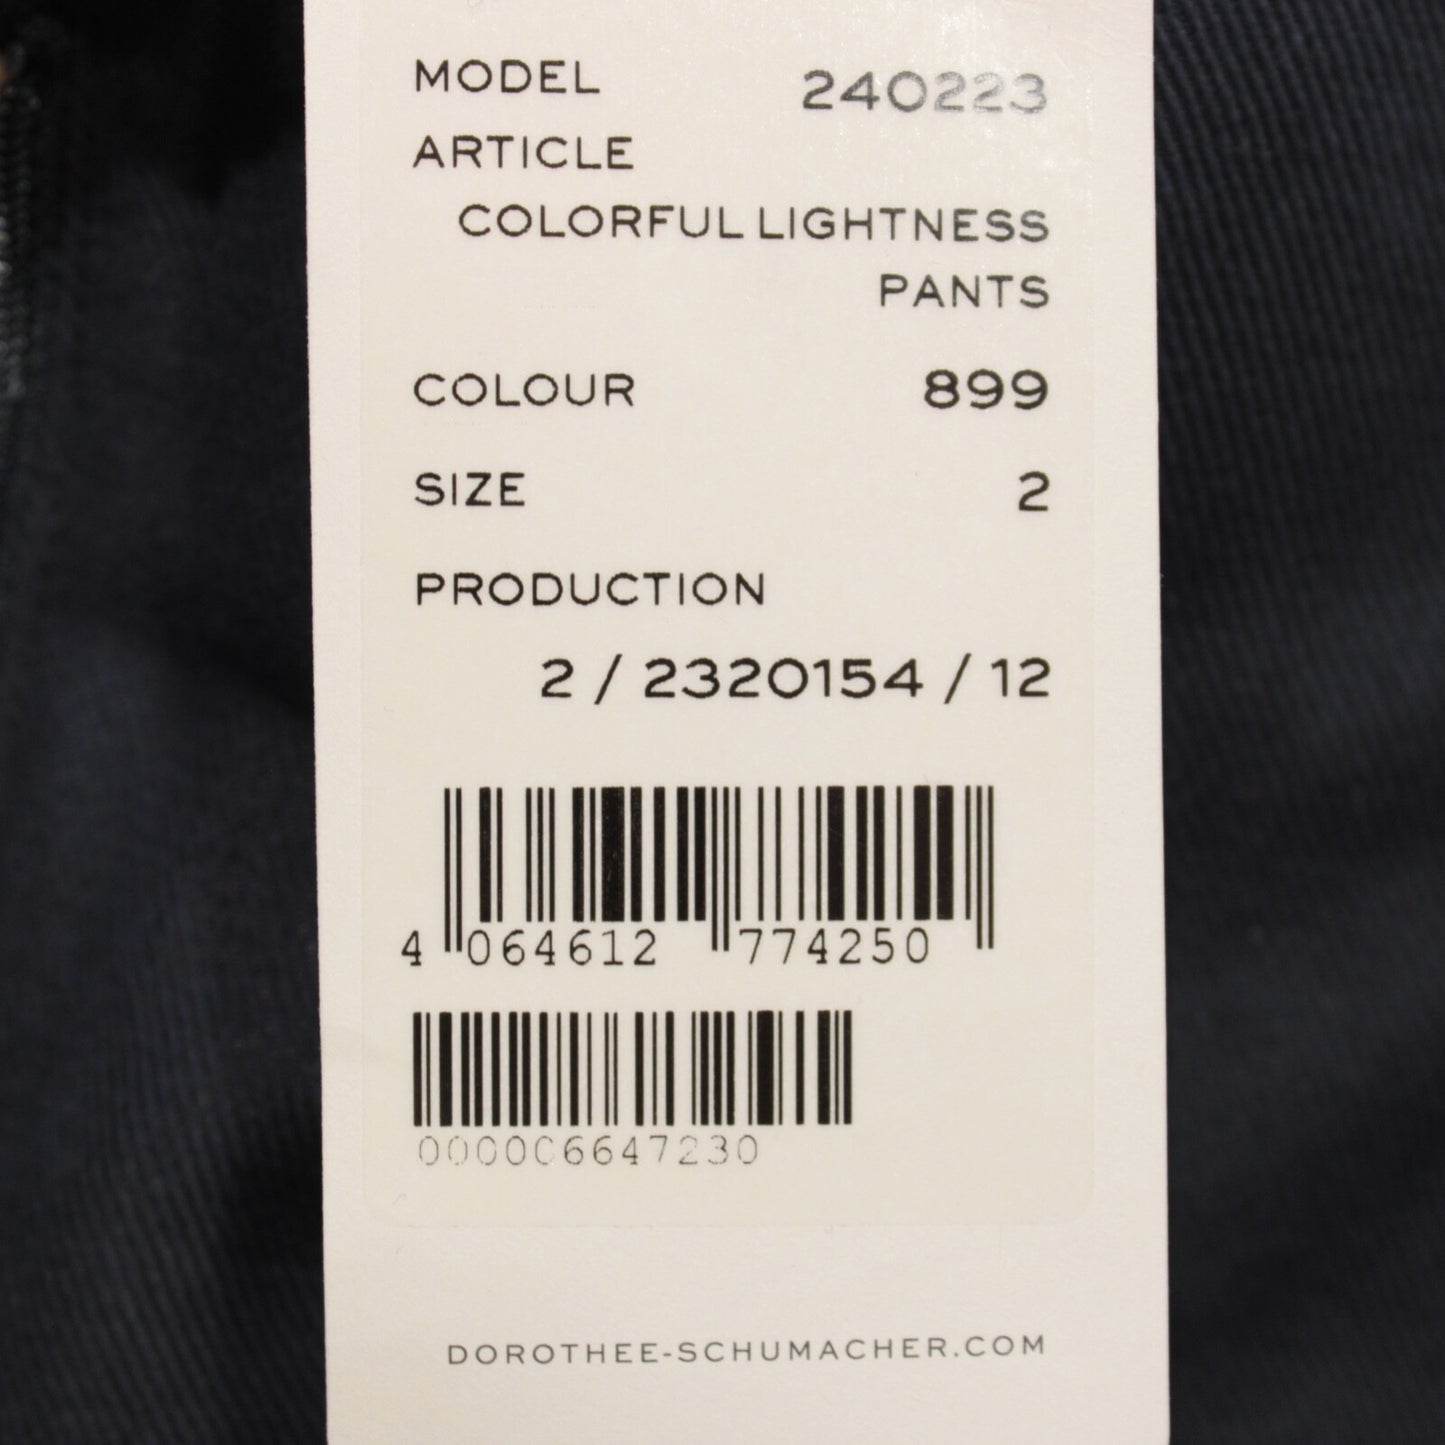 MODEL 240223
ARTICLE
COLORFUL LIGHTNESS
PANTS
COLOUR 899
SIZE 2
PRODUCTION
2 / 2320154 / 12
4 064612 774250
000006647230
DOROTHEE-SCHUMACHER.COM